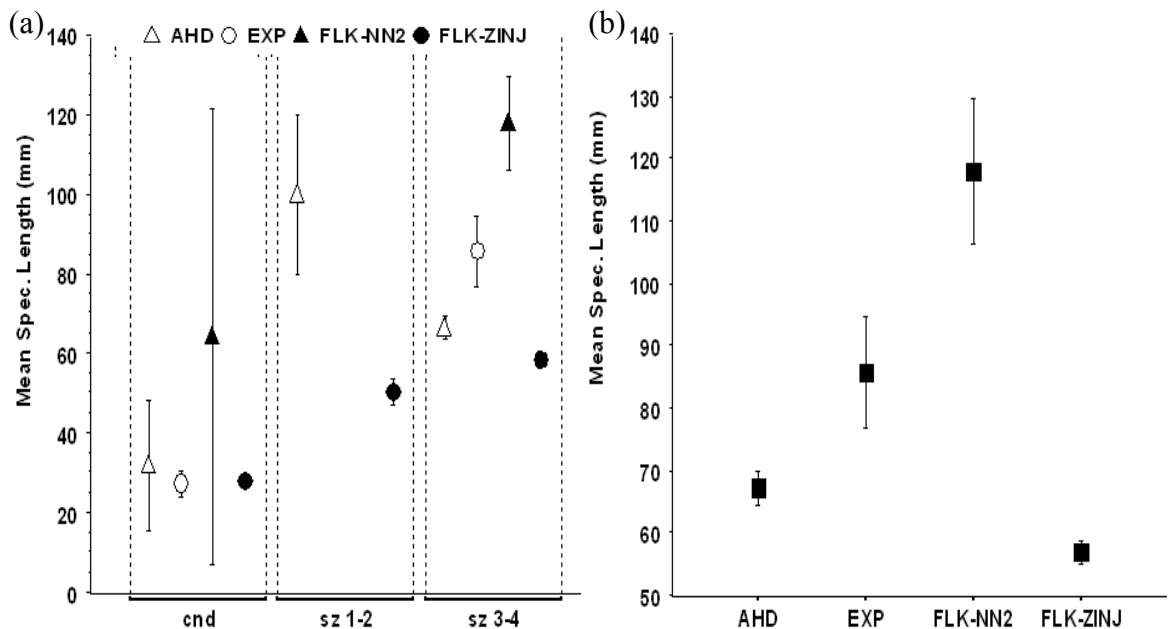 (a)
△ AHD ○ EXP ▲ FLK-NN2 ● FLK-ZINJ
Mean Spec. Length (mm)
140
120
100
80
60
40
20
0
cnd
sz 1-2
sz 3-4
(b)
Mean Spec. Length (mm)
140
130
120
110
100
90
80
70
60
50
AHD
EXP
FLK-NN2
FLK-ZINJ